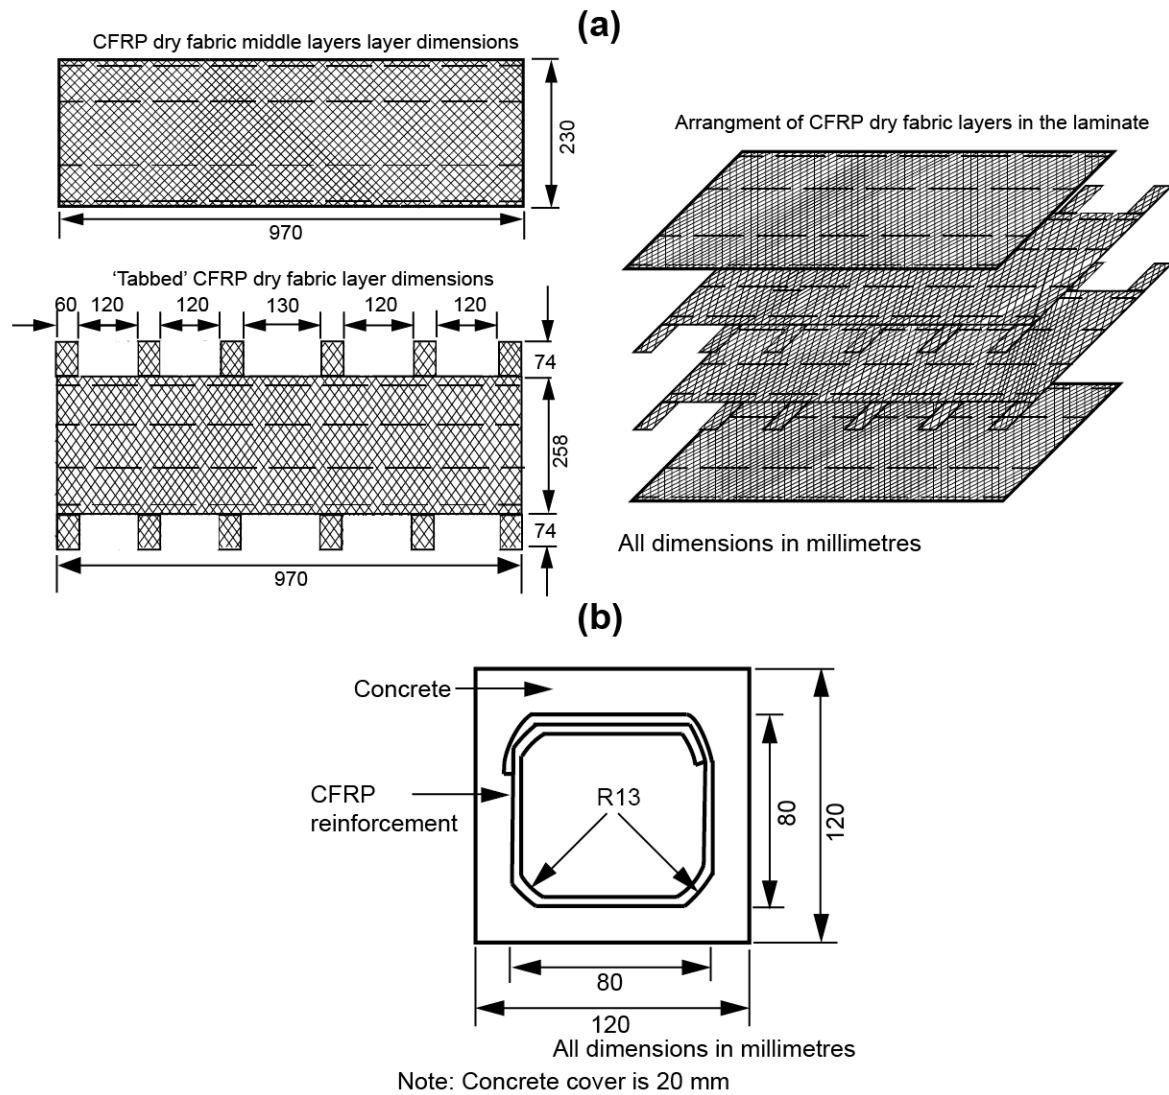 (a)
CFRP dry fabric middle layers layer dimensions
230
970
Arrangment of CFRP dry fabric layers in the laminate
‘Tabbed’ CFRP dry fabric layer dimensions
60 120 120 130 120 120
74
258
74
970
All dimensions in millimetres
(b)
Concrete
CFRP
reinforcement
R13
80
120
80
120
All dimensions in millimetres
Note: Concrete cover is 20 mm